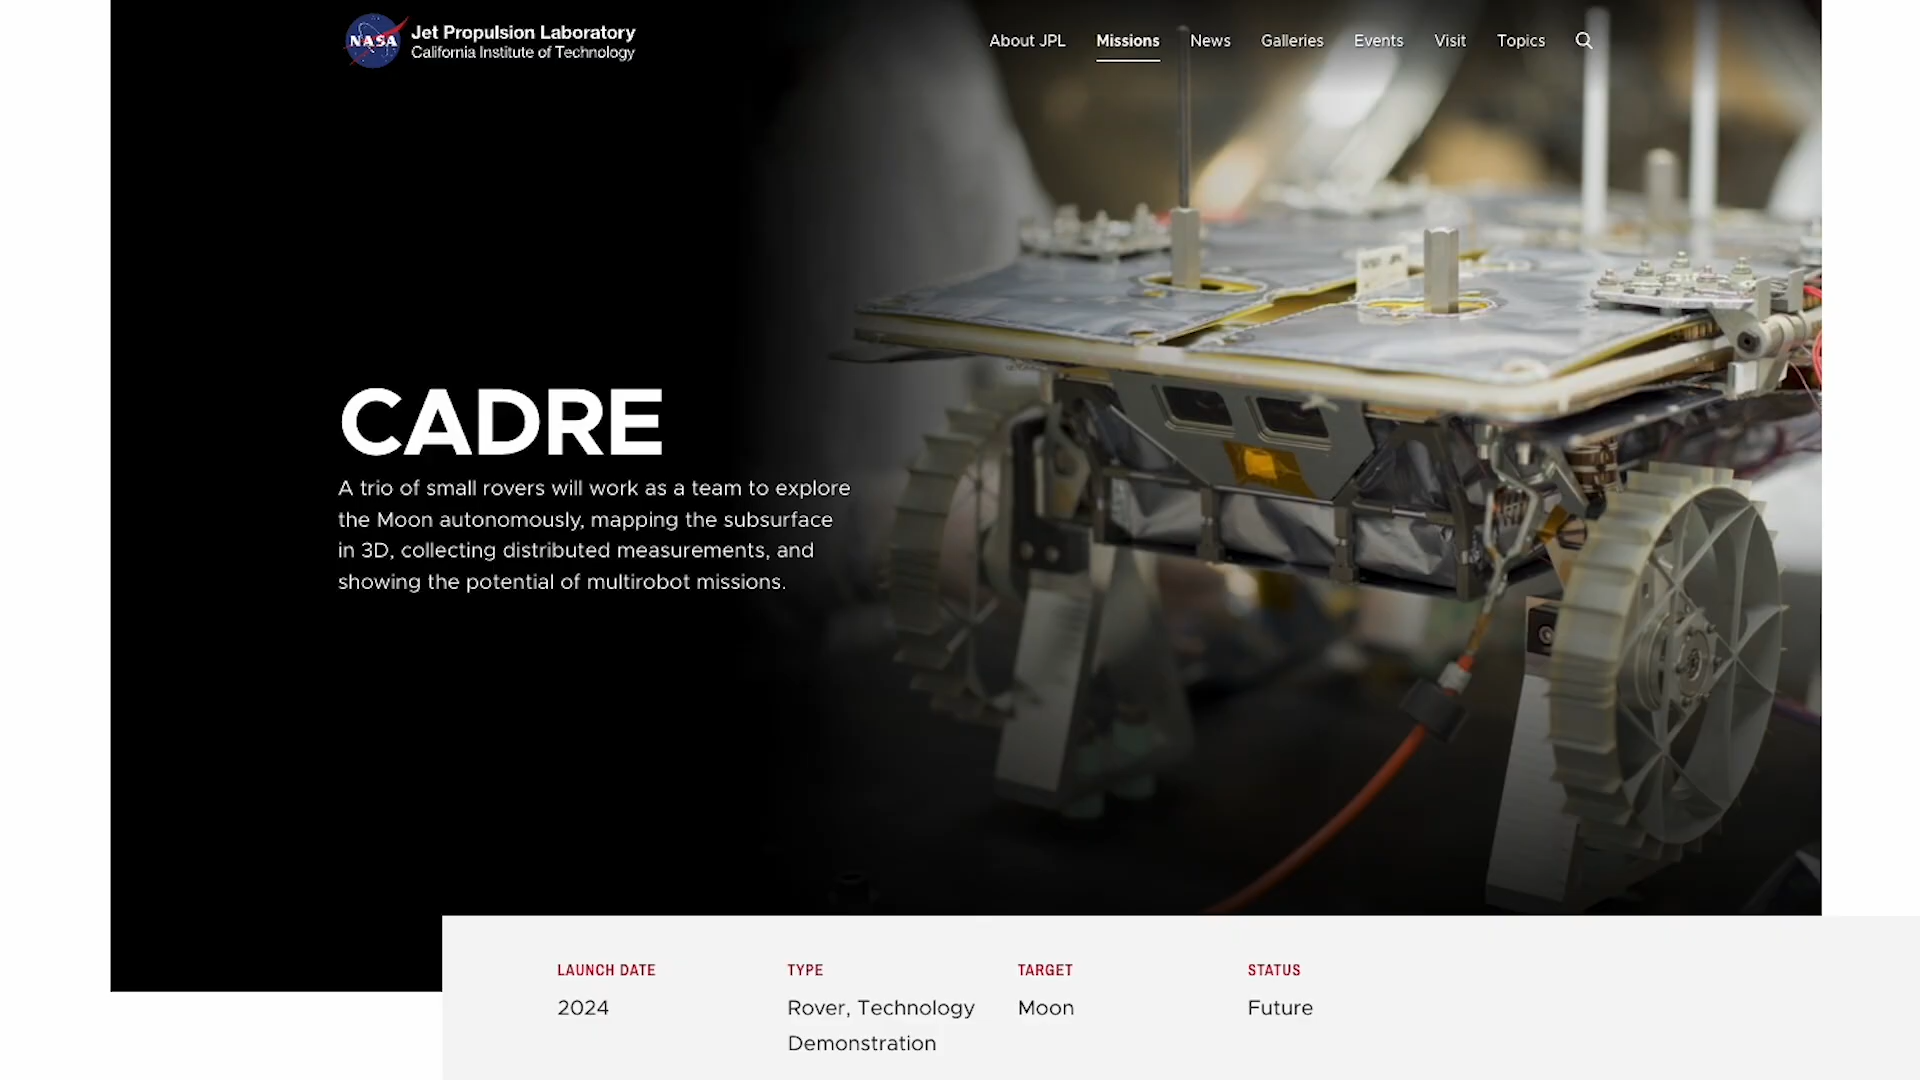 NASA
Jet Propulsion Laboratory
California Institute of Technology
About JPL Missions News Galleries Events Visit Topics
CADRE
A trio of small rovers will work as a team to explore
the Moon autonomously, mapping the subsurface
in 3D, collecting distributed measurements, and
showing the potential of multirobot missions.
LAUNCH DATE
2024
TYPE
Rover, Technology
Demonstration
TARGET
Moon
STATUS
Future